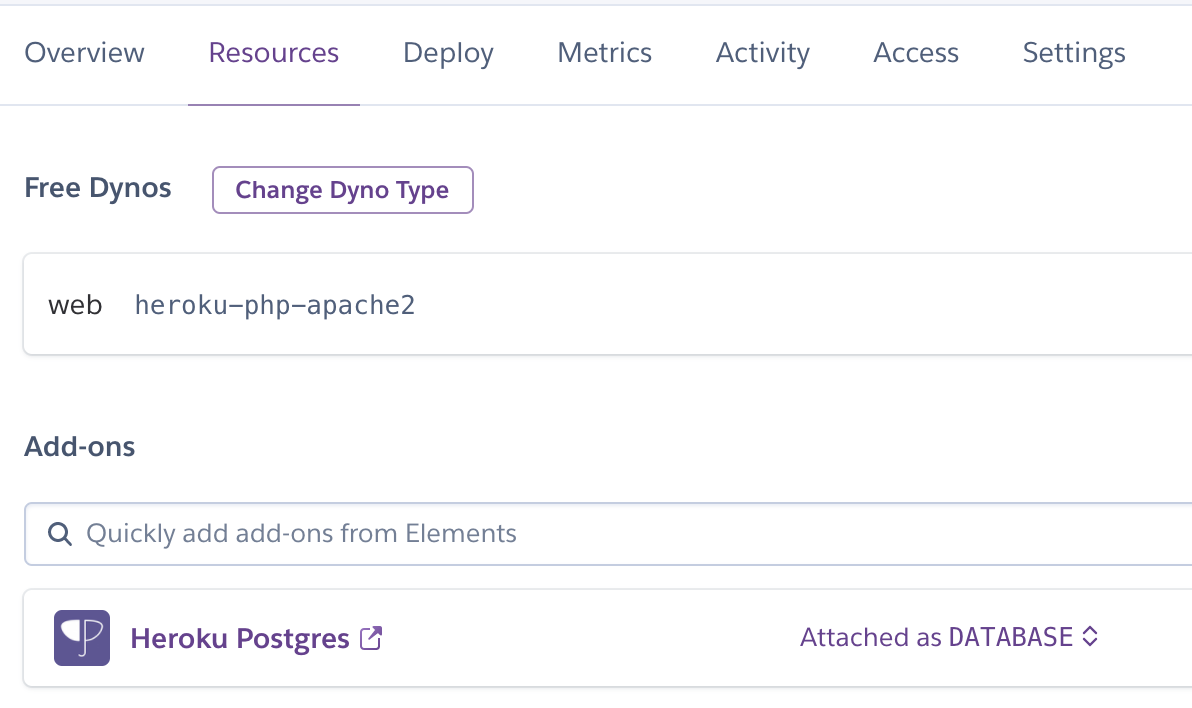 Overview Resources Deploy Metrics Activity Access Settings
Free Dynos Change Dyno Type
web heroku-php-apache2
Add-ons
Quickly add add-ons from Elements
Heroku Postgres Attached as DATABASE